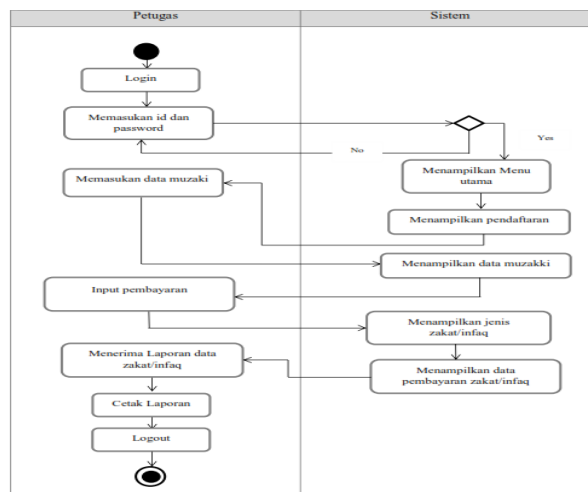 Petugas
Sistem
Login
Memasukan id dan
password
Yes
No
Menampilkan Menu
utama
Memasukan data muzaki
Menampilkan pendaftaran
Menampilkan data muzakki
Input pembayaran
Menampilkan jenis
zakat/infaq
Menerima Laporan data
zakat/infaq
Menampilkan data
pembayaran zakat/infaq
Cetak Laporan
Logout